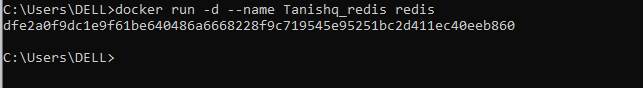 C:\Users\DELL>docker run -d --name Tanishq_redis redis
dfe2a0f9dc1e9f61be640486a6668228f9c719545e95251bc2d411ec40eeb860
C:\Users\DELL>